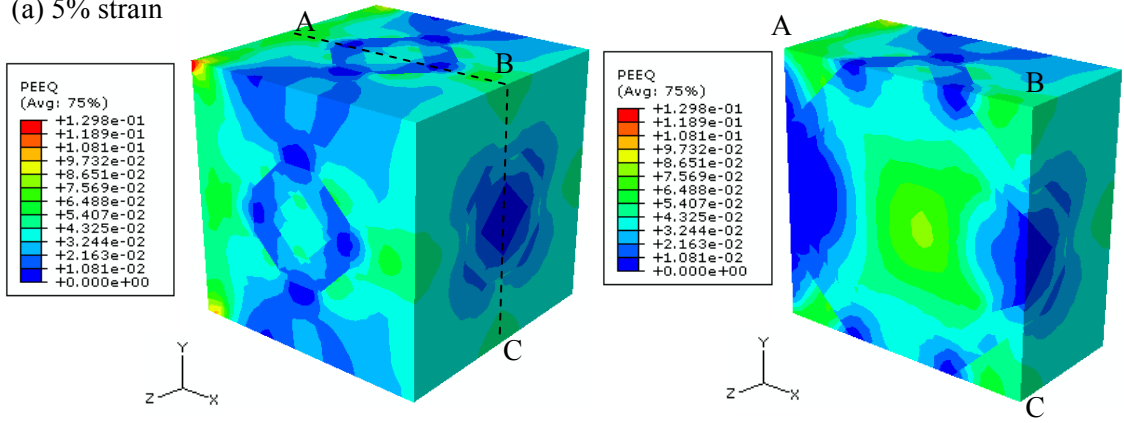 (a) 5% strain
A
B
C
PEEQ
(Avg: 75%)
+1.298e-01
+1.189e-01
+1.081e-01
+9.732e-02
+8.651e-02
+7.569e-02
+6.488e-02
+5.407e-02
+4.325e-02
+3.244e-02
+2.163e-02
+1.081e-02
+0.000e+00
Y
Z
X
A
B
C
PEEQ
(Avg: 75%)
+1.298e-01
+1.189e-01
+1.081e-01
+9.732e-02
+8.651e-02
+7.569e-02
+6.488e-02
+5.407e-02
+4.325e-02
+3.244e-02
+2.163e-02
+1.081e-02
+0.000e+00
Y
Z
X